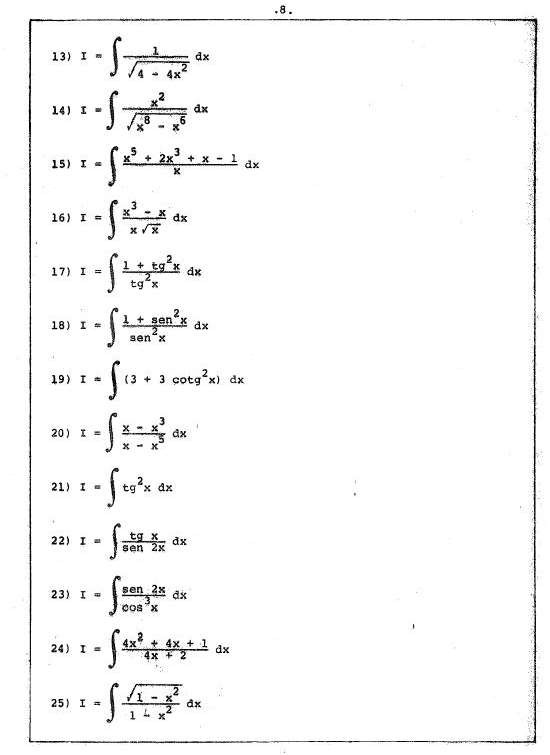 .8.
13) I = ∫ 1/√(4 - 4x²) dx
14) I = ∫ x²/√(x⁸ - x⁶) dx
15) I = ∫ (x⁵ + 2x³ + x - 1)/x dx
16) I = ∫ (x³ - x)/(x √x) dx
17) I = ∫ (1 + tg²x)/tg²x dx
18) I = ∫ (1 + sen²x)/sen²x dx
19) I = ∫ (3 + 3 cotg²x) dx
20) I = ∫ (x - x³)/(x - x⁵) dx
21) I = ∫ tg²x dx
22) I = ∫ tg x/sen 2x dx
23) I = ∫ sen 2x/cos³x dx
24) I = ∫ (4x² + 4x + 1)/(4x + 2) dx
25) I = ∫ √(1 - x²)/(1 - x²) dx